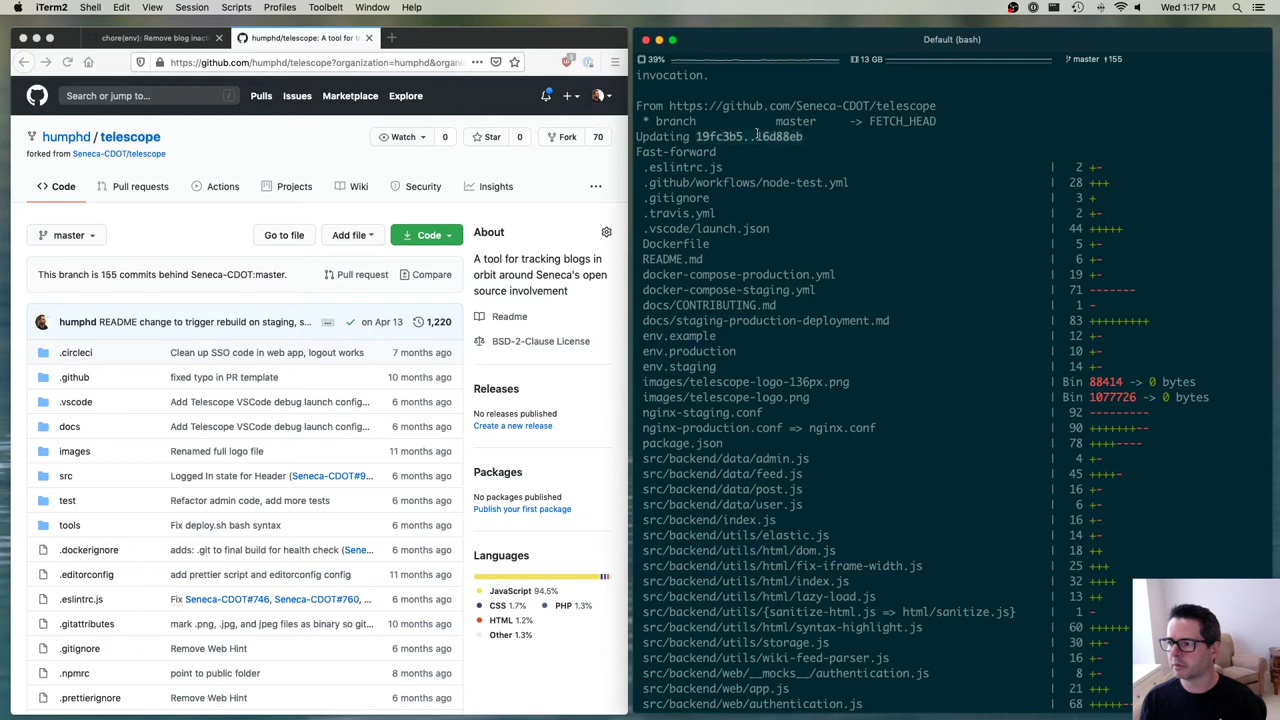 iTerm2 Shell Edit View Session Scripts Profiles Toolbelt Window Help
Wed 1:17 PM
chore(env): Remove blog inact
humphd/telescope: A tool for tr
https://github.com/humphd/telescope?organization=humphd&organiz
Search or jump to...
/
Pulls Issues Marketplace Explore
humphd / telescope
forked from Seneca-CDOT/telescope
Watch 0
Star 0
Fork 70
Code Pull requests Actions Projects Wiki Security Insights
master
Go to file
Add file
Code
This branch is 155 commits behind Seneca-CDOT:master.
Pull request
Compare
humphd README change to trigger rebuild on staging, s... on Apr 13 1,220
.circleci Clean up SSO code in web app, logout works 7 months ago
.github fixed typo in PR template 10 months ago
.vscode Add Telescope VSCode debug launch config... 6 months ago
docs Add Telescope VSCode debug launch config... 6 months ago
images Renamed full logo file 11 months ago
src Logged In state for Header (Seneca-CDOT#9... 6 months ago
test Refactor admin code, add more tests 6 months ago
tools Fix deploy.sh bash syntax 6 months ago
.dockerignore adds: .git to final build for health check (Sene... 6 months ago
.editorconfig add prettier script and editorconfig config 11 months ago
.eslintrc.js Fix Seneca-CDOT#746, Seneca-CDOT#760, ... 6 months ago
.gitattributes mark .png, .jpg, and jpeg files as binary so git... 6 months ago
.gitignore Remove Web Hint 6 months ago
.npmrc point to public folder 7 months ago
.prettierignore Remove Web Hint 6 months ago
About
A tool for tracking blogs in
orbit around Seneca's open
source involvement
Readme
BSD-2-Clause License
Releases
No releases published
Create a new release
Packages
No packages published
Publish your first package
Languages
JavaScript 94.5%
CSS 1.7% PHP 1.3%
HTML 1.2%
Other 1.3%
Default (bash)
39% 13 GB master ↑155
invocation.
From https://github.com/Seneca-CDOT/telescope
* branch master -> FETCH_HEAD
Updating 19fc3b5..16d88eb
Fast-forward
.eslintrc.js | 2 +-
.github/workflows/node-test.yml | 28 +++
.gitignore | 3 +
.travis.yml | 2 +-
.vscode/launch.json | 44 +++++
Dockerfile | 5 +-
README.md | 6 +-
docker-compose-production.yml | 19 +-
docker-compose-staging.yml | 71 -------
docs/CONTRIBUTING.md | 1 -
docs/staging-production-deployment.md | 83 +++++++++
env.example | 12 +-
env.production | 10 +-
env.staging | 14 +-
images/telescope-logo-136px.png | Bin 88414 -> 0 bytes
images/telescope-logo.png | Bin 1077726 -> 0 bytes
nginx-staging.conf | 92 ---------
nginx-production.conf => nginx.conf | 90 +++++++--
package.json | 78 ++++----
src/backend/data/admin.js | 4 +-
src/backend/data/feed.js | 45 ++++-
src/backend/data/post.js | 16 +-
src/backend/data/user.js | 6 +-
src/backend/index.js | 16 +-
src/backend/utils/elastic.js | 14 +-
src/backend/utils/html/dom.js | 18 ++
src/backend/utils/html/fix-iframe-width.js | 25 +++
src/backend/utils/html/index.js | 32 ++++
src/backend/utils/html/lazy-load.js | 13 ++
src/backend/utils/{sanitize-html.js => html/sanitize.js} | 1 -
src/backend/utils/html/syntax-highlight.js | 60 ++++++
src/backend/utils/storage.js | 30 +-
src/backend/utils/wiki-feed-parser.js | 16 +-
src/backend/web/__mocks__/authentication.js | 8 +-
src/backend/web/app.js | 21 +++
src/backend/web/authentication.js | 68 +++++--